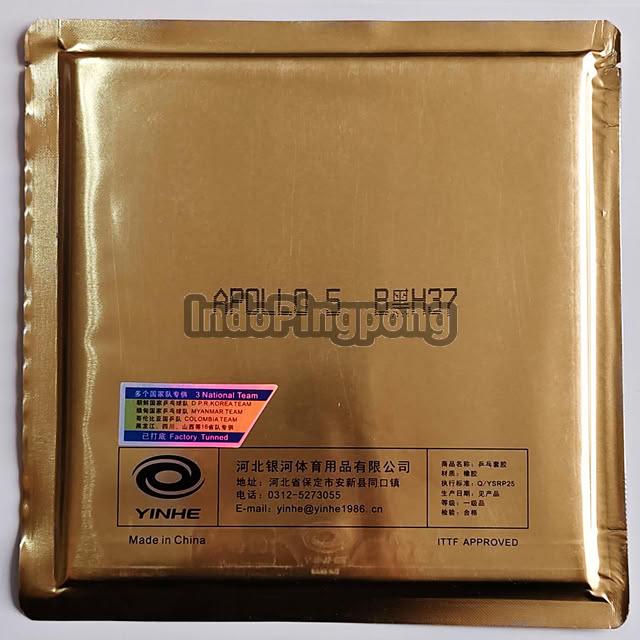 APOLLO 5 B黑H37
IndoPingpong
多个国家队专供 3 National Team
朝鲜国家乒乓球队 D.P.R.KOREA TEAM
缅甸国家乒乓球队 MYANMAR TEAM
哥伦比亚国乒队 COLOMBIA TEAM
黑龙江、四川、山西等16省队专供
已打底 Factory Tunned
YINHE
河北银河体育用品有限公司
地址：河北省保定市安新县同口镇
电话：0312-5273055
E-mail：yinhe@yinhe1986.cn
商品名称：乒乓套胶
材质：橡胶
执行标准：Q/YSRP25
生产日期：见产品
等级：一级品
检验：合格
Made in China
ITTF APPROVED